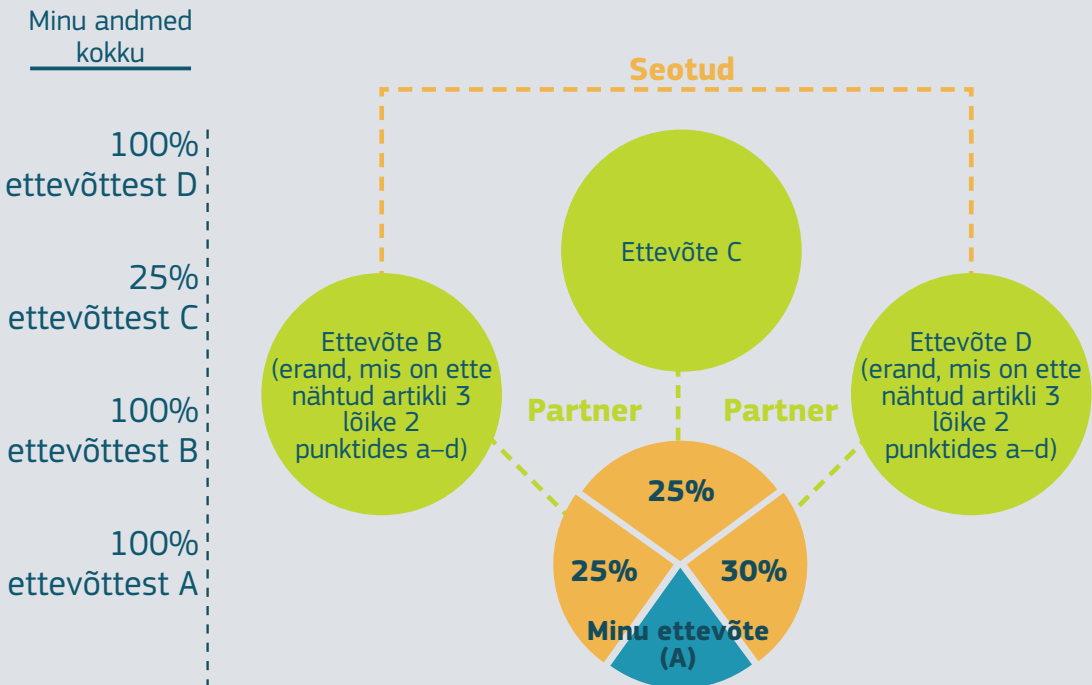 Minu andmed
kokku
100%
ettevõttest D
25%
ettevõttest C
100%
ettevõttest B
100%
ettevõttest A
Seotud
Ettevõte C
Ettevõte B
(erand, mis on ette
nähtud artikli 3
lõike 2
punktides a–d)
Ettevõte D
(erand, mis on ette
nähtud artikli 3
lõike 2
punktides a–d)
Partner
Partner
25%
25%
30%
Minu ettevõte
(A)